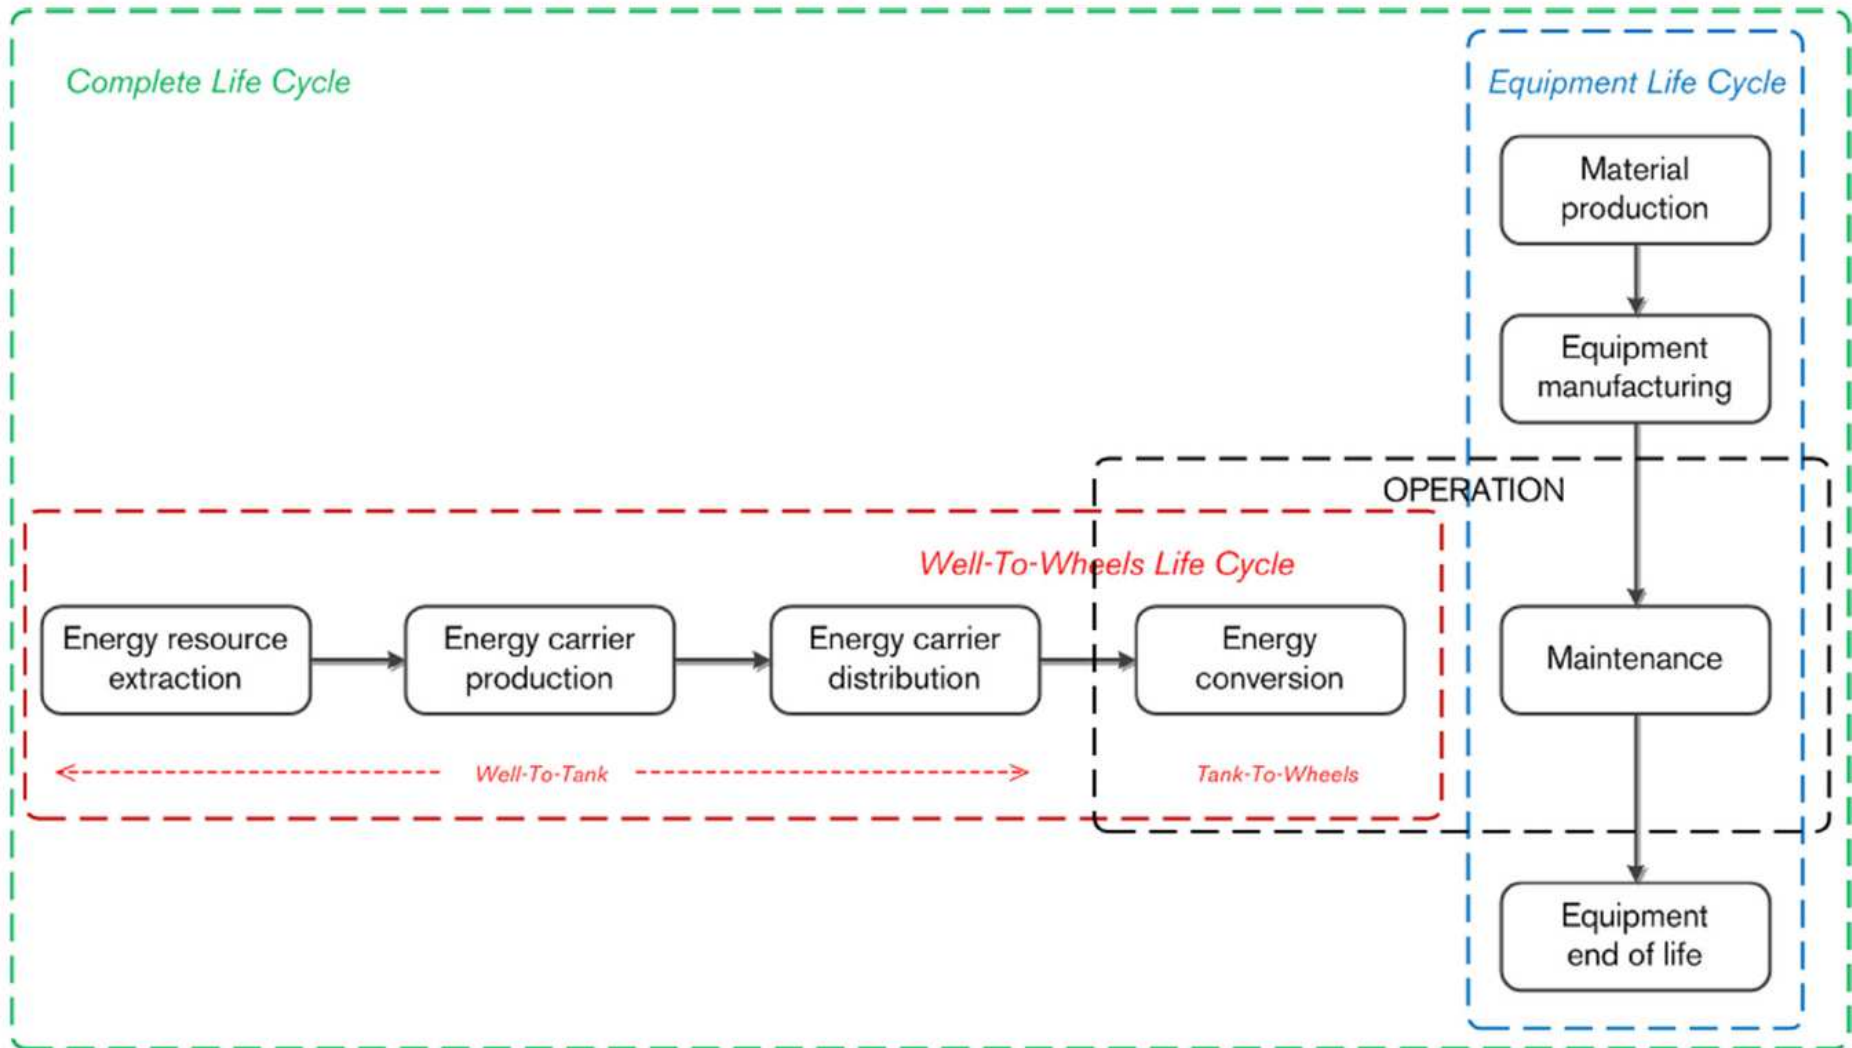 Complete Life Cycle
Equipment Life Cycle
Material
production
Equipment
manufacturing
OPERATION
Well-To-Wheels Life Cycle
Energy resource
extraction
Energy carrier
production
Energy carrier
distribution
Energy
conversion
Maintenance
Well-To-Tank
Tank-To-Wheels
Equipment
end of life